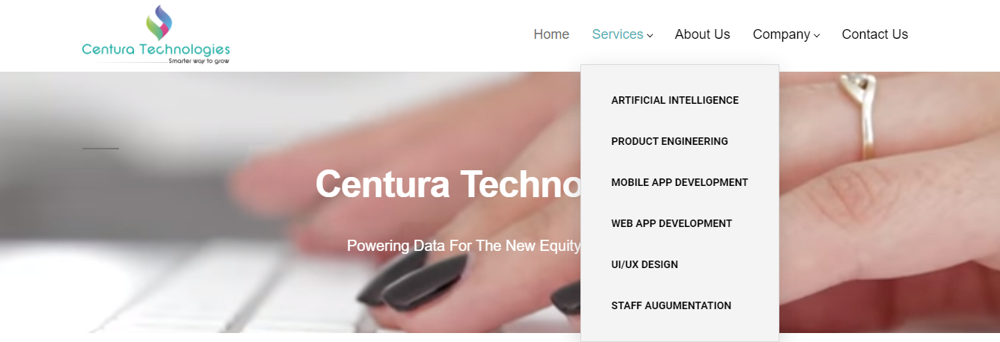 Centura Technologies
Smarter way to grow
Home Services About Us Company Contact Us
ARTIFICIAL INTELLIGENCE
PRODUCT ENGINEERING
MOBILE APP DEVELOPMENT
WEB APP DEVELOPMENT
UI/UX DESIGN
STAFF AUGUMENTATION
Centura Techno
Powering Data For The New Equity